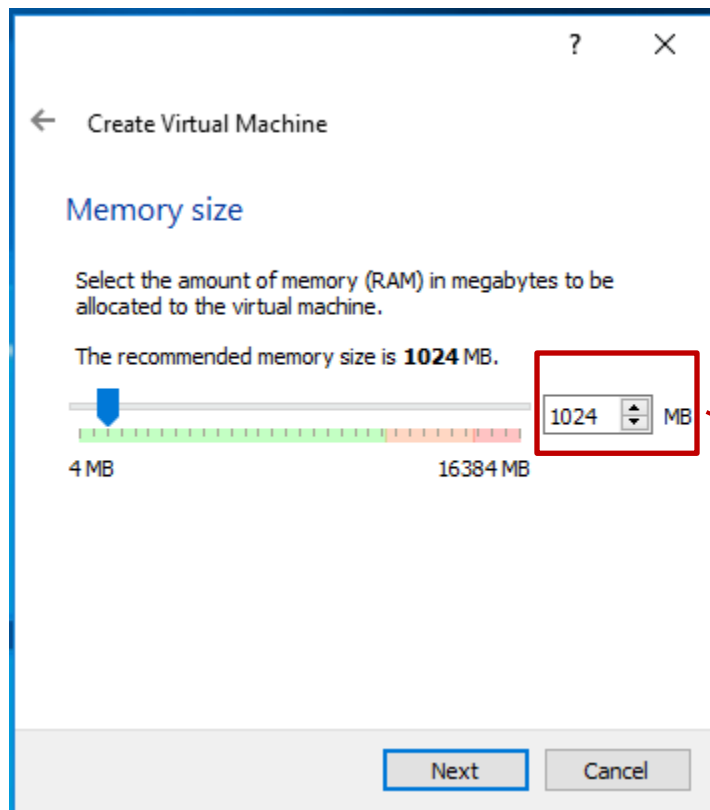 ?
Create Virtual Machine
Memory size
Select the amount of memory (RAM) in megabytes to be
allocated to the virtual machine.
The recommended memory size is 1024 MB.
1024 MB
4 MB 16384 MB
Next Cancel